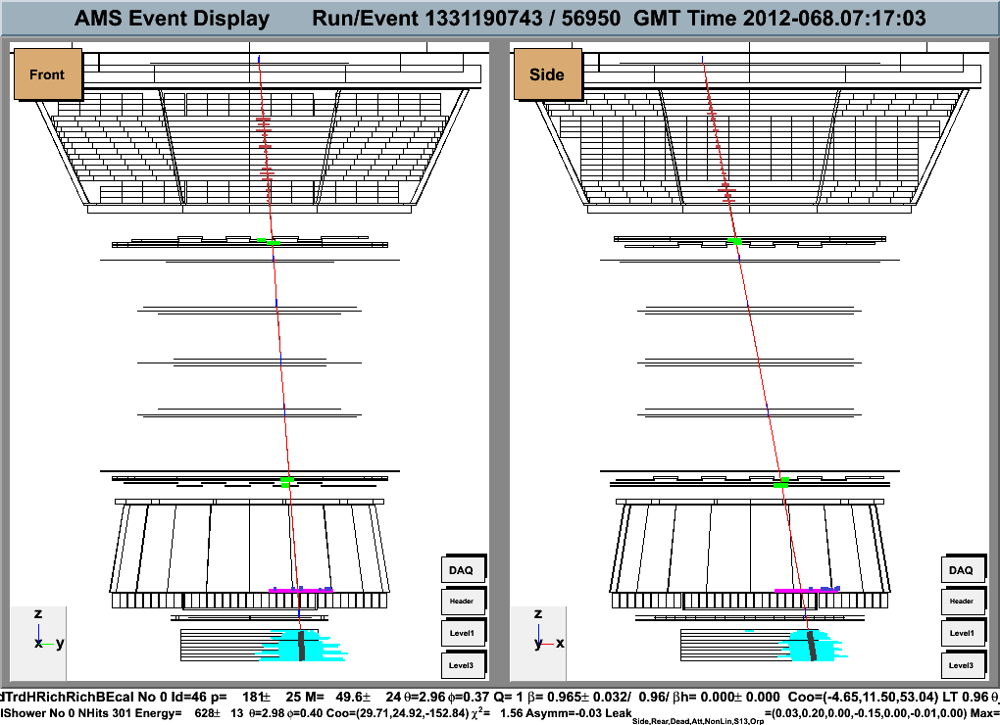 AMS Event Display Run/Event 1331190743 / 56950 GMT Time 2012-068.07:17:03
Front
Side
DAQ
Header
Level1
Level3
z
x y
DAQ
Header
Level1
Level3
z
y x
dTrdHRichRichBEcal No 0 Id=46 p= 181± 25 M= 49.6± 24 θ=2.96 φ=0.37 Q= 1 β= 0.965± 0.032/ 0.96/ βh= 0.000± 0.000 Coo=(-4.65,11.50,53.04) LT 0.96 θ
lShower No 0 NHits 301 Energy= 628± 13 θ=2.98 φ=0.40 Coo=(29.71,24.92,-152.84) χ²= 1.56 Asymm=-0.03 Leak Side,Rear,Dead,Att,NonLin,S13,Orp =(0.03,0.20,0.00,-0.15,0.00,-0.01,0.00) Max=